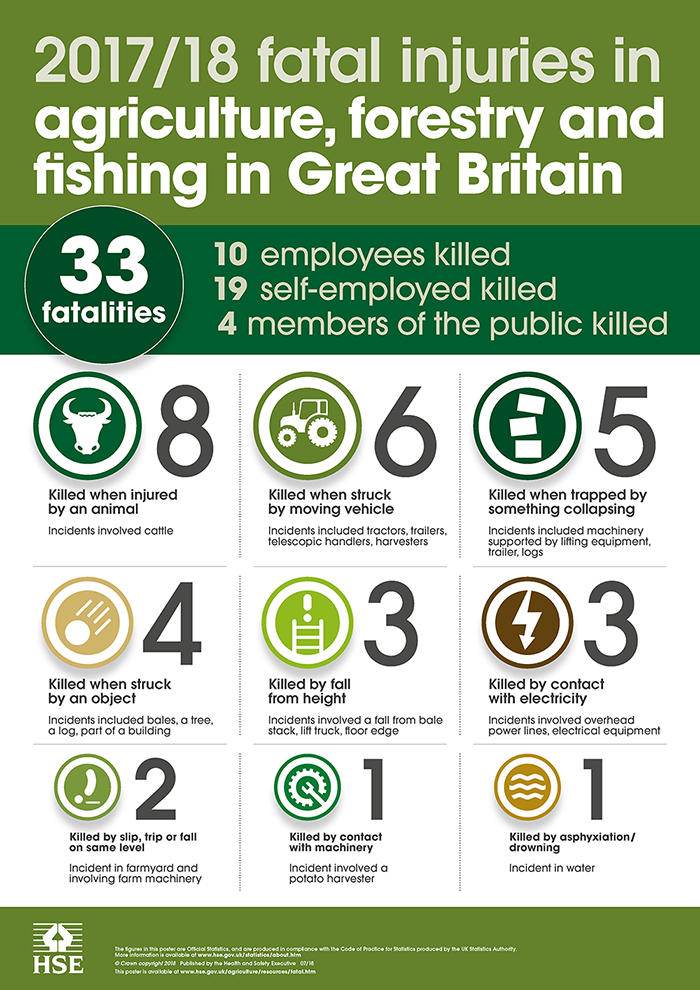 2017/18 fatal injuries in
agriculture, forestry and
fishing in Great Britain
33
fatalities
10 employees killed
19 self-employed killed
4 members of the public killed
8
Killed when injured
by an animal
Incidents involved cattle
6
Killed when struck
by moving vehicle
Incidents included tractors, trailers,
telescopic handlers, harvesters
5
Killed when trapped by
something collapsing
Incidents included machinery
supported by lifting equipment,
trailer, logs
4
Killed when struck
by an object
Incidents included bales, a tree,
a log, part of a building
3
Killed by fall
from height
Incidents involved a fall from bale
stack, lift truck, floor edge
3
Killed by contact
with electricity
Incidents involved overhead
power lines, electrical equipment
2
Killed by slip, trip or fall
on same level
Incident in farmyard and
involving farm machinery
1
Killed by contact
with machinery
Incident involved a
potato harvester
1
Killed by asphyxiation/
drowning
Incident in water
HSE
The figures in this poster are Official Statistics, and are produced in compliance with the Code of Practice for Statistics produced by the UK Statistics Authority.
More information is available at www.hse.gov.uk/statistics/about.htm
© Crown copyright 2018 Published by the Health and Safety Executive 07/18
This poster is available at www.hse.gov.uk/agriculture/resources/fatal.htm